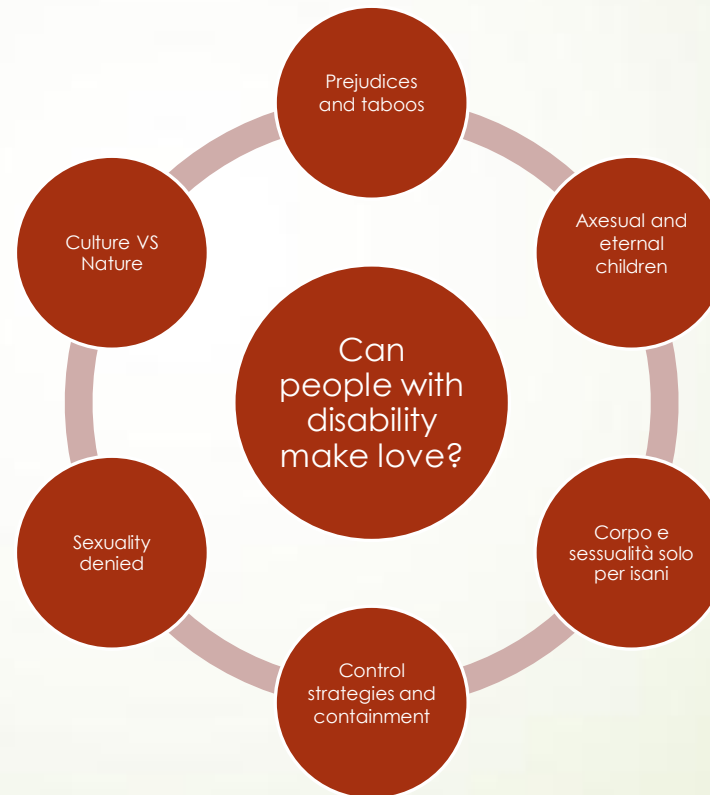 Prejudices
and taboos
Axesual and
eternal
children
Corpo e
sessualità solo
per isani
Control
strategies and
containment
Sexuality
denied
Culture VS
Nature
Can
people with
disability
make love?